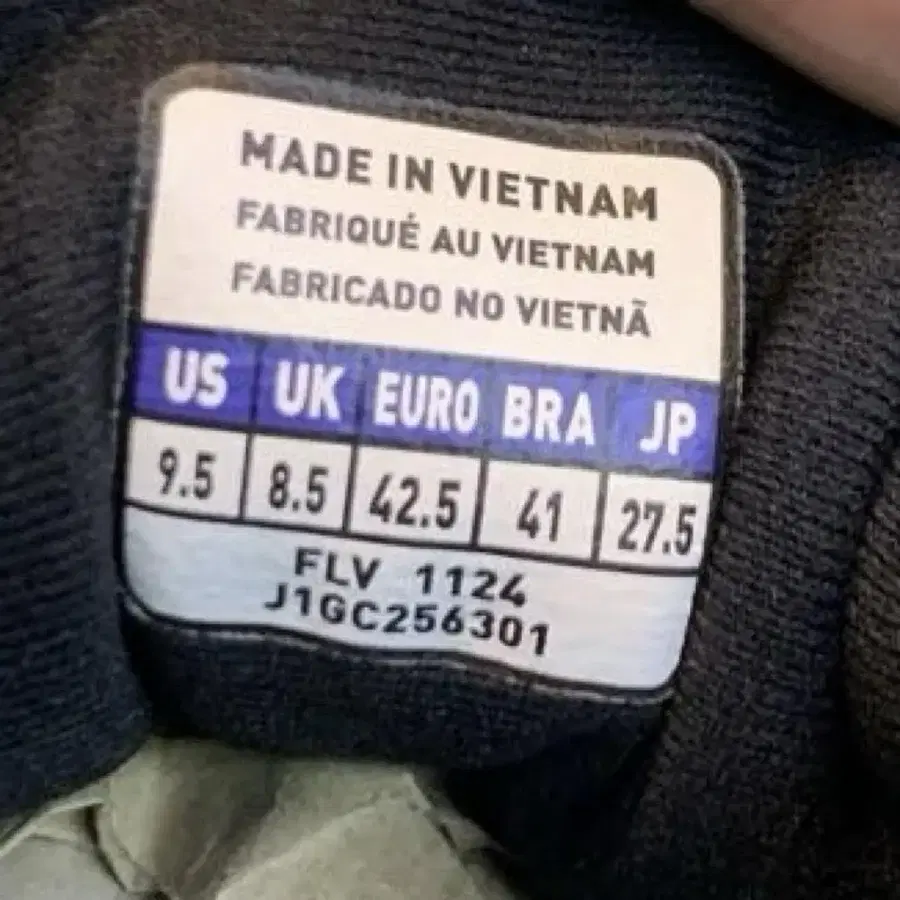 MADE IN VIETNAM
FABRIQUÉ AU VIETNAM
FABRICADO NO VIETNÃ
US UK EURO BRA JP
9.5 8.5 42.5 41 27.5
FLV 1124
J1GC256301